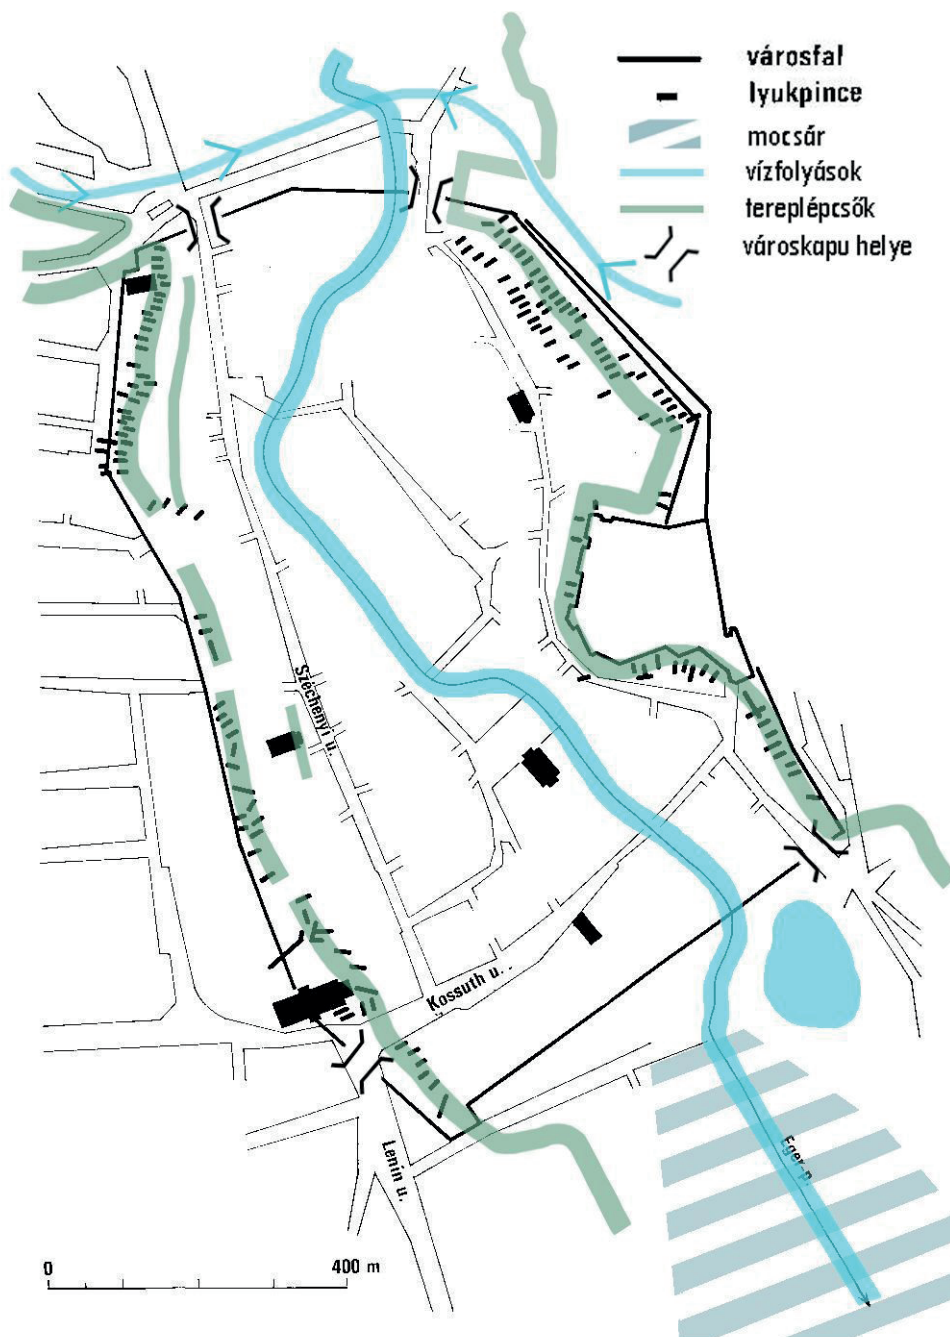 városfal
lyukpince
mocsár
vízfolyások
tereplépcsők
városkapu helye
Széchenyi u.
Kossuth u.
Lenin u.
Eger-p.
0
400 m